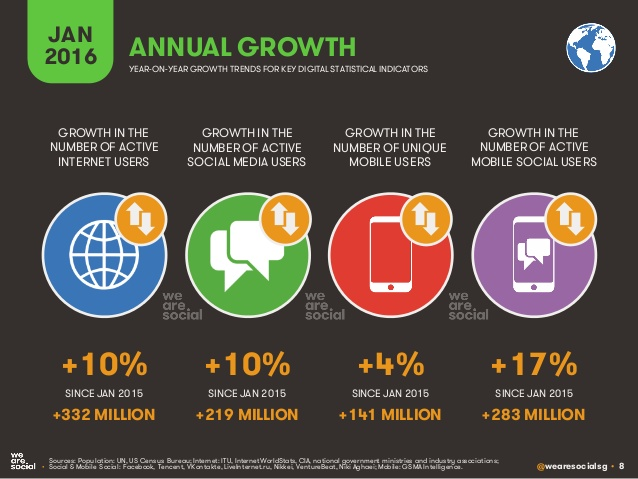 JAN
2016
ANNUAL GROWTH
YEAR-ON-YEAR GROWTH TRENDS FOR KEY DIGITAL STATISTICAL INDICATORS
GROWTH IN THE
NUMBER OF ACTIVE
INTERNET USERS
GROWTH IN THE
NUMBER OF ACTIVE
SOCIAL MEDIA USERS
GROWTH IN THE
NUMBER OF UNIQUE
MOBILE USERS
GROWTH IN THE
NUMBER OF ACTIVE
MOBILE SOCIAL USERS
we
are
social
we
are
social
we
are
social
+10%
SINCE JAN 2015
+332 MILLION
+10%
SINCE JAN 2015
+219 MILLION
+4%
SINCE JAN 2015
+141 MILLION
+17%
SINCE JAN 2015
+283 MILLION
we
are
social
• Sources: Population: UN, US Census Bureau; Internet: ITU, InternetWorldStats, CIA, national government ministries and industry associations;
Social & Mobile Social: Facebook, Tencent, VKontakte, LiveInternet.ru, Nikkei, VentureBeat, Niki Aghaei; Mobile: GSMA Intelligence.
@wearesocialsg • 8